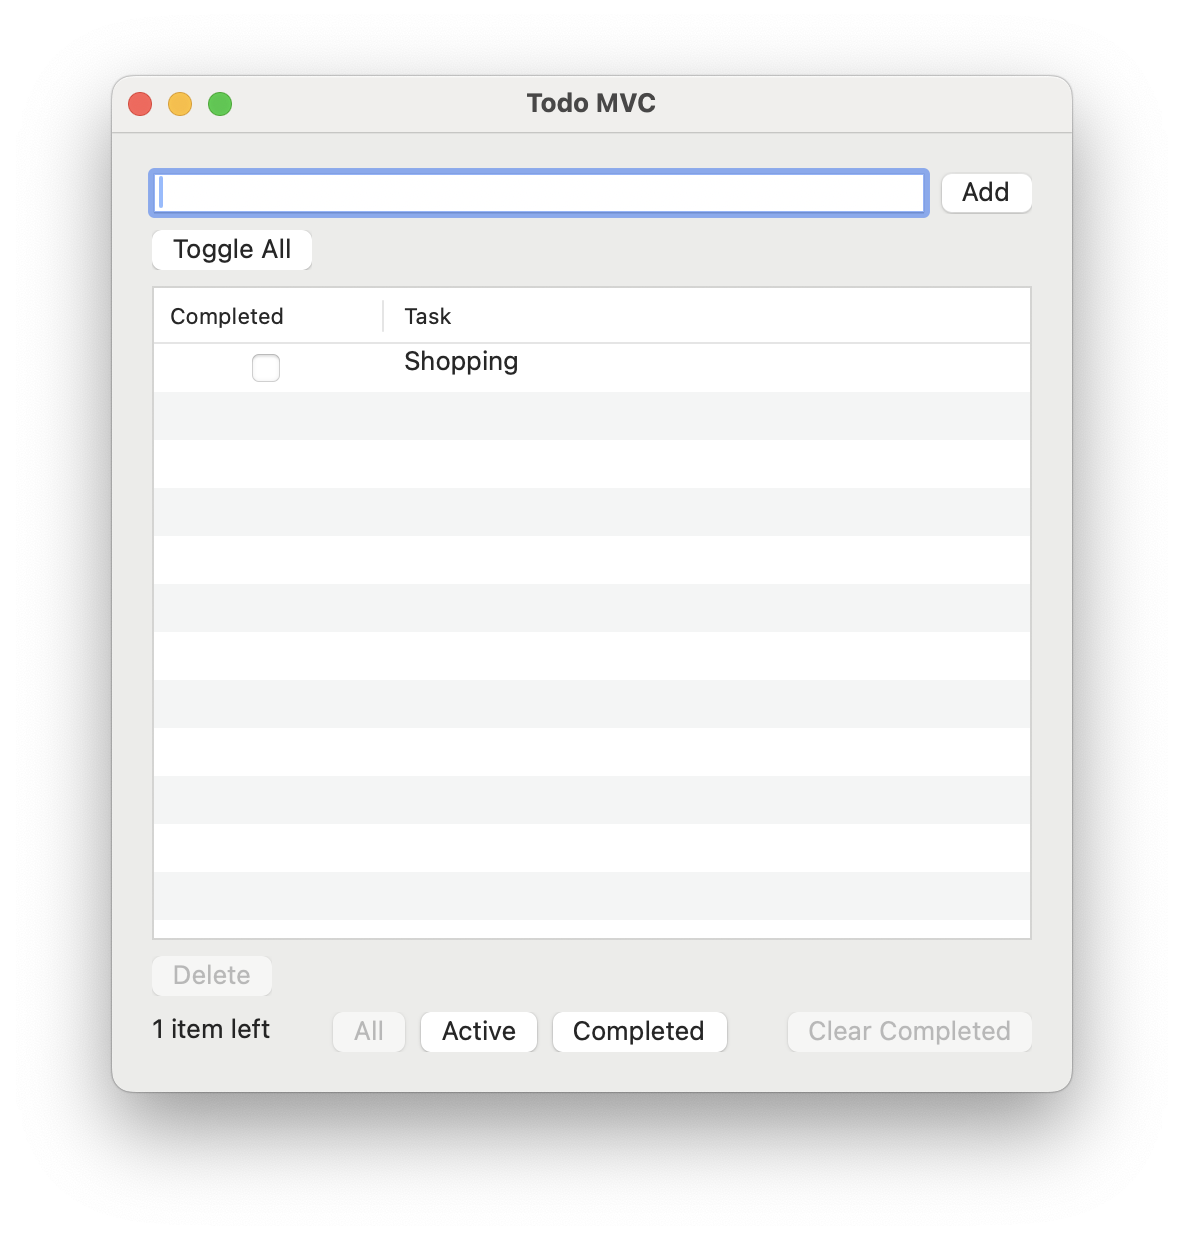 Todo MVC
Add
Toggle All
Completed Task
Shopping
Delete
1 item left All Active Completed Clear Completed